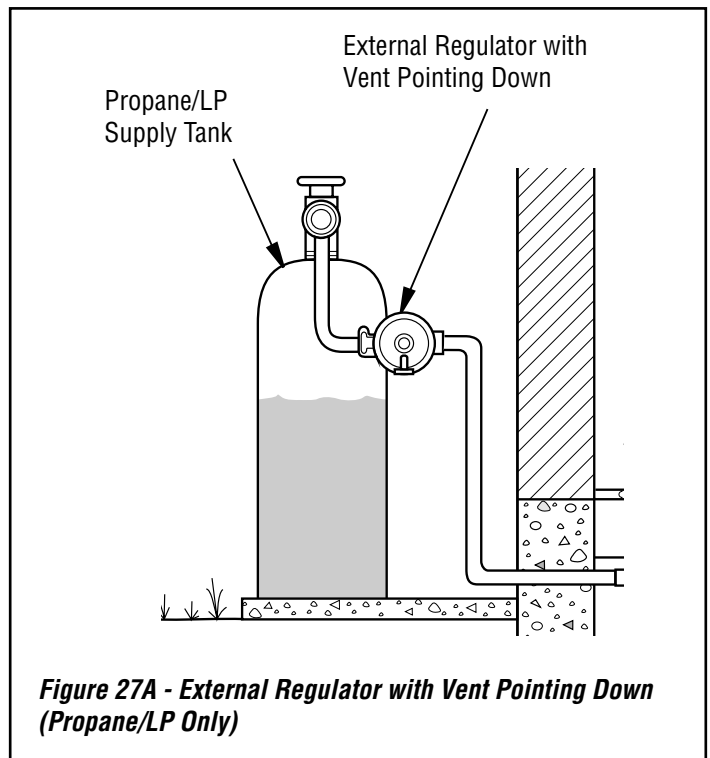 External Regulator with
Vent Pointing Down
Propane/LP
Supply Tank
Figure 27A - External Regulator with Vent Pointing Down
(Propane/LP Only)